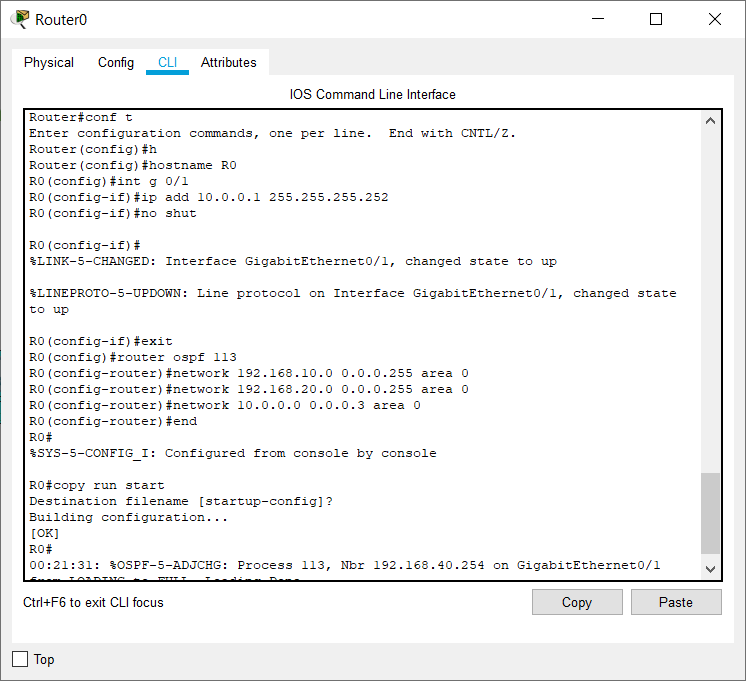 Router0
Physical Config CLI Attributes
IOS Command Line Interface
Router#conf t
Enter configuration commands, one per line.  End with CNTL/Z.
Router(config)#h
Router(config)#hostname R0
R0(config)#int g 0/1
R0(config-if)#ip add 10.0.0.1 255.255.255.252
R0(config-if)#no shut
R0(config-if)#
%LINK-5-CHANGED: Interface GigabitEthernet0/1, changed state to up
%LINEPROTO-5-UPDOWN: Line protocol on Interface GigabitEthernet0/1, changed state
to up
R0(config-if)#exit
R0(config)#router ospf 113
R0(config-router)#network 192.168.10.0 0.0.0.255 area 0
R0(config-router)#network 192.168.20.0 0.0.0.255 area 0
R0(config-router)#network 10.0.0.0 0.0.0.3 area 0
R0(config-router)#end
R0#
%SYS-5-CONFIG_I: Configured from console by console
R0#copy run start
Destination filename [startup-config]?
Building configuration...
[OK]
R0#
00:21:31: %OSPF-5-ADJCHG: Process 113, Nbr 192.168.40.254 on GigabitEthernet0/1
from LOADING to FULL, Loading Done
Ctrl+F6 to exit CLI focus
Copy
Paste
Top